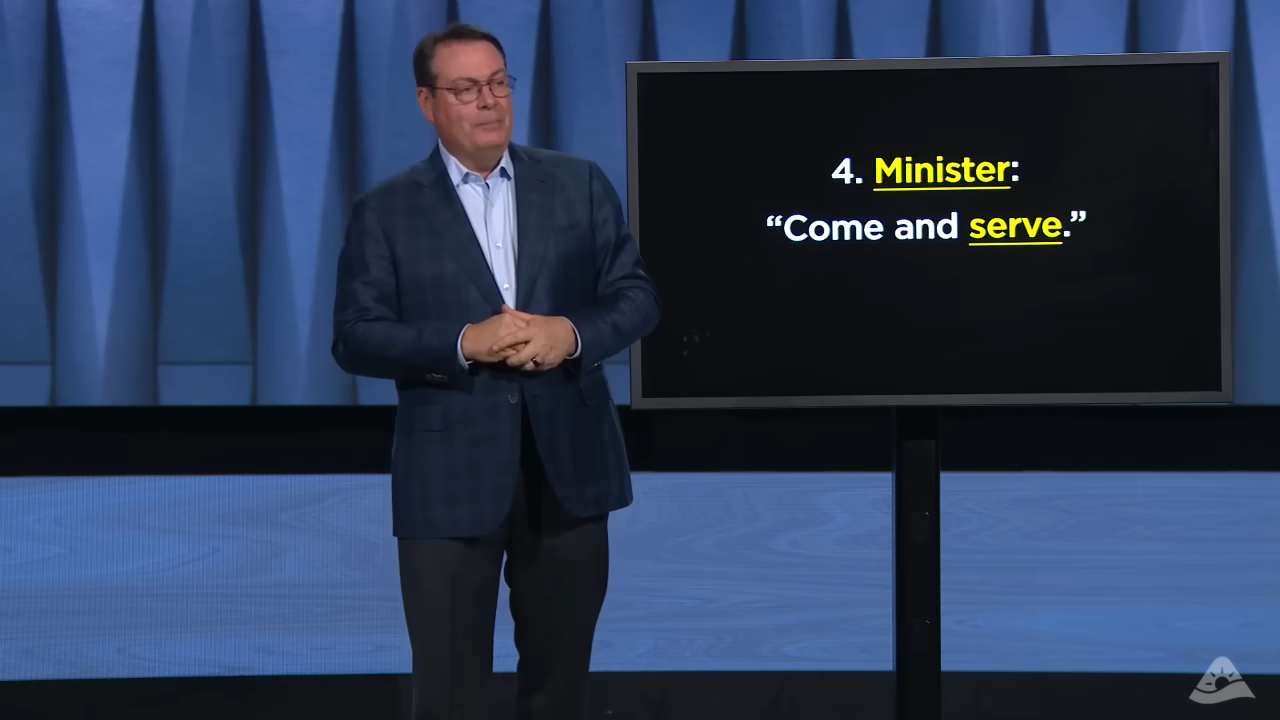 4. Minister:
“Come and serve.”